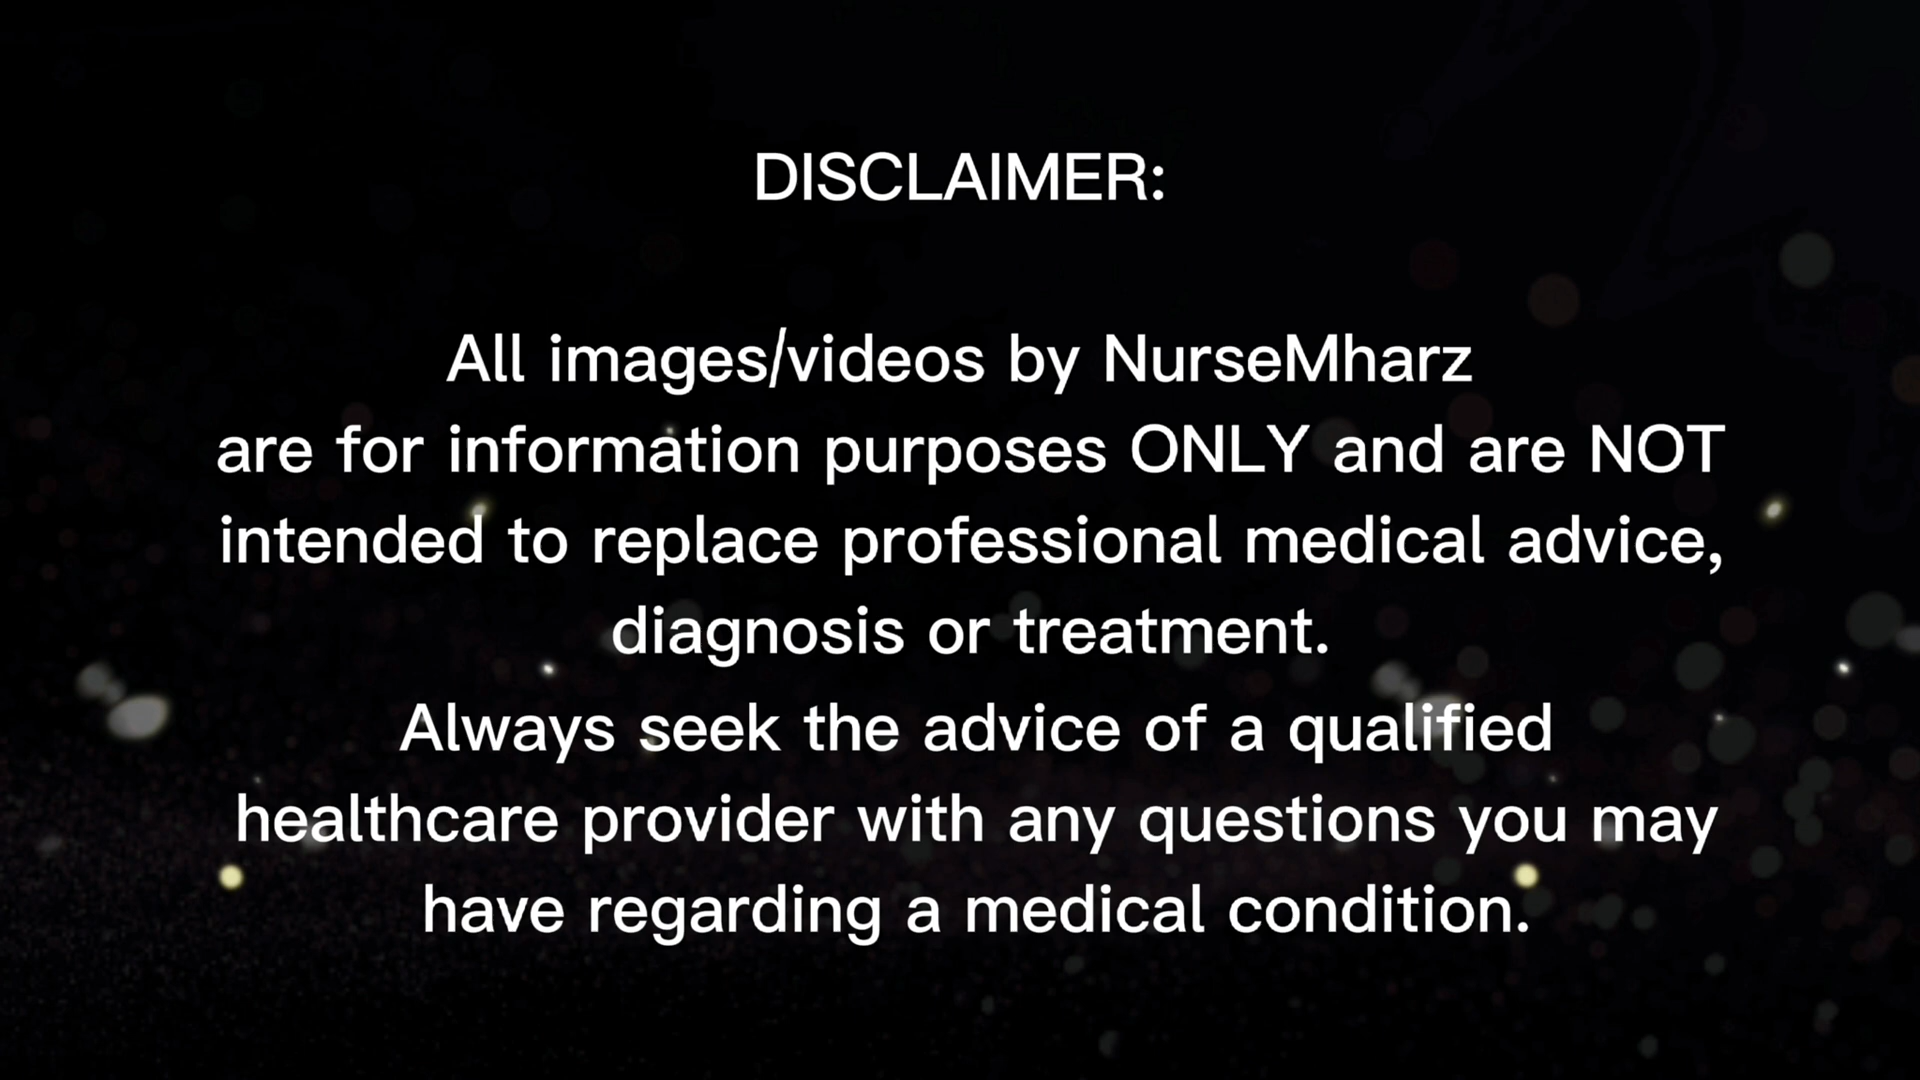 DISCLAIMER:
All images/videos by NurseMharz
are for information purposes ONLY and are NOT
intended to replace professional medical advice,
diagnosis or treatment.
Always seek the advice of a qualified
healthcare provider with any questions you may
have regarding a medical condition.